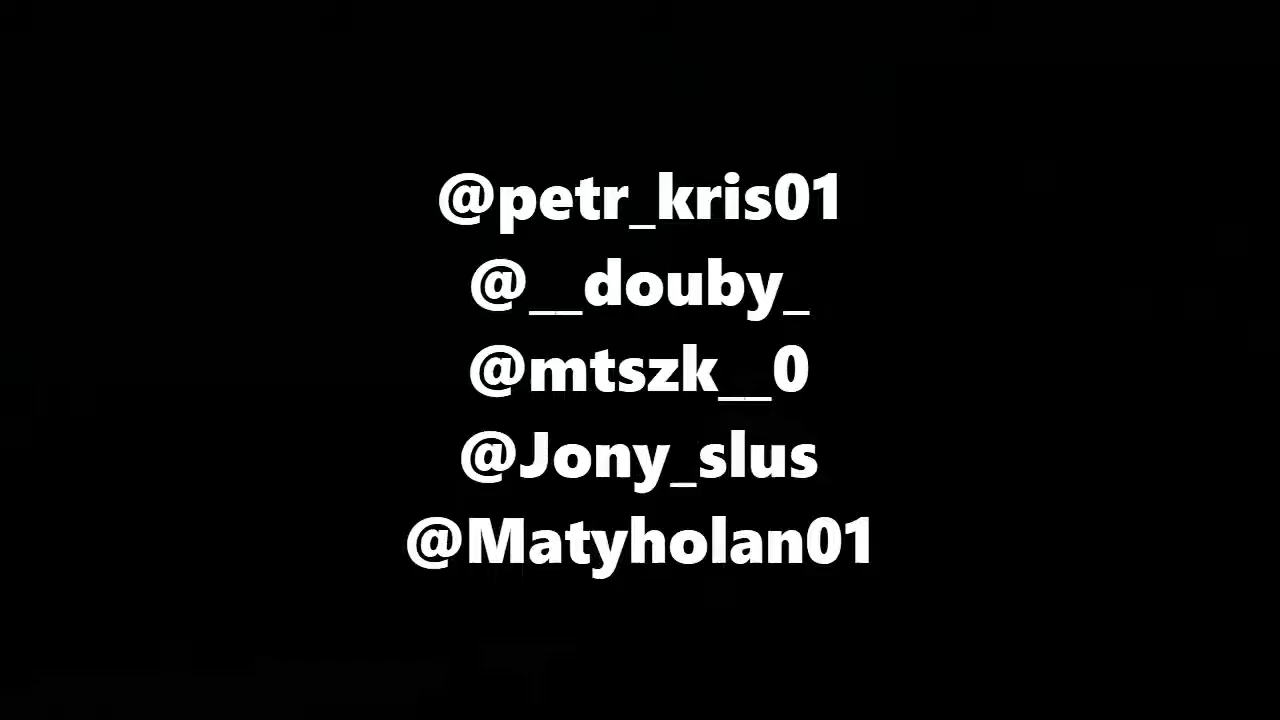 @petr_kris01
@__douby_
@mtszk__0
@Jony_slus
@Matyholan01